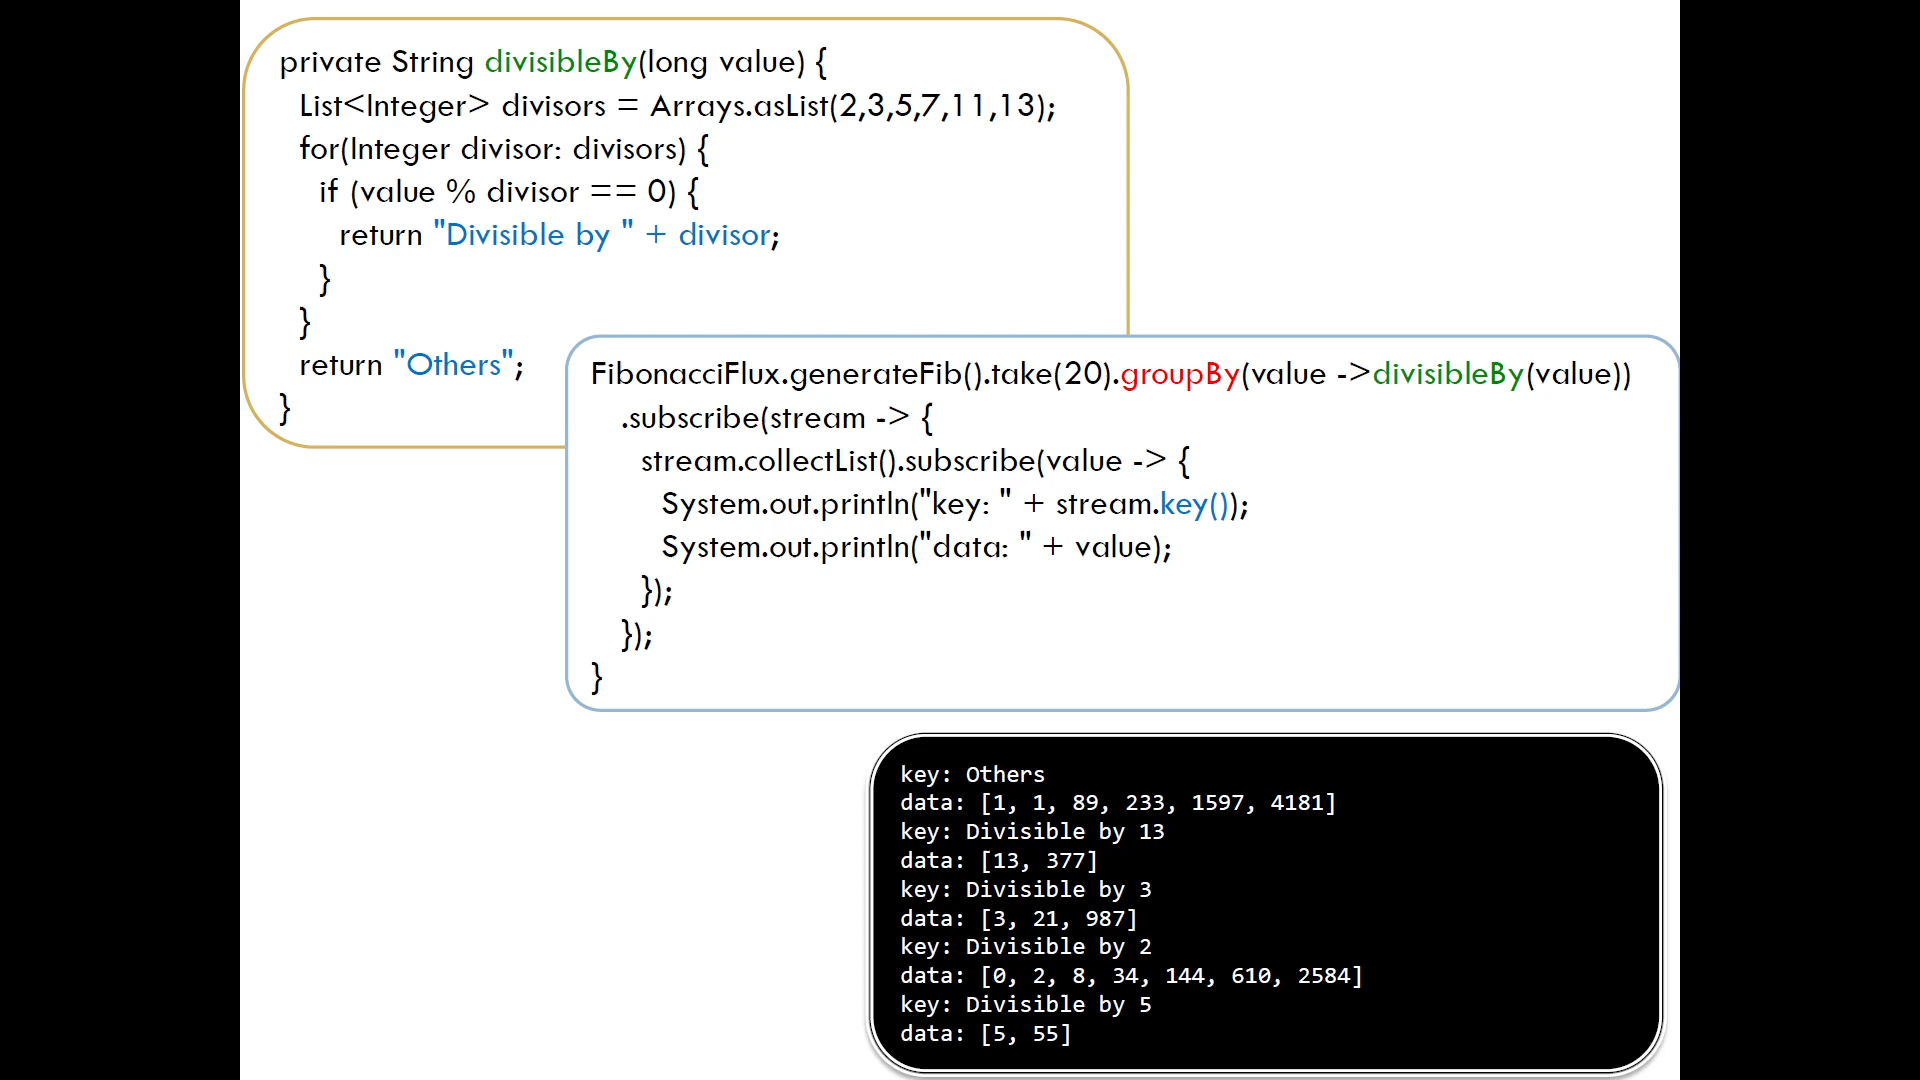 private String divisibleBy(long value) {
List<Integer> divisors = Arrays.asList(2,3,5,7,11,13);
for(Integer divisor: divisors) {
if (value % divisor == 0) {
return "Divisible by " + divisor;
}
}
return "Others";
}
FibonacciFlux.generateFib().take(20).groupBy(value ->divisibleBy(value))
.subscribe(stream -> {
stream.collectList().subscribe(value -> {
System.out.println("key: " + stream.key());
System.out.println("data: " + value);
});
});
}
key: Others
data: [1, 1, 89, 233, 1597, 4181]
key: Divisible by 13
data: [13, 377]
key: Divisible by 3
data: [3, 21, 987]
key: Divisible by 2
data: [0, 2, 8, 34, 144, 610, 2584]
key: Divisible by 5
data: [5, 55]